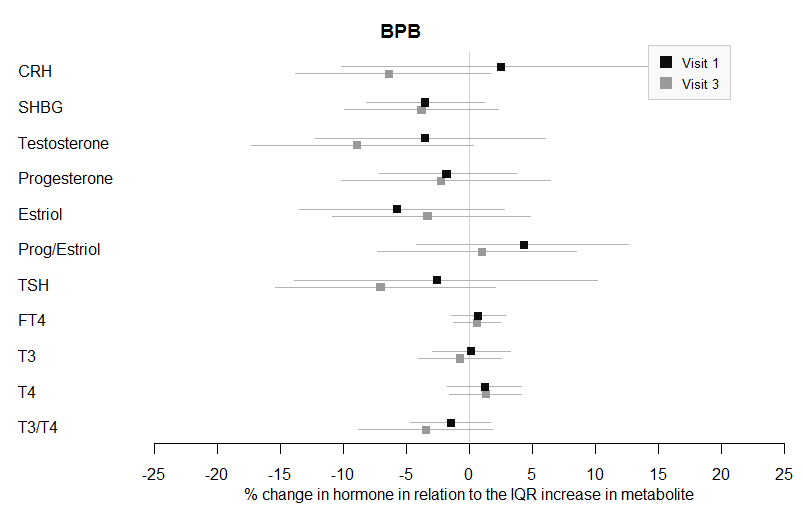 BPB
CRH
SHBG
Testosterone
Progesterone
Estriol
Prog/Estriol
TSH
FT4
T3
T4
T3/T4
Visit 1
Visit 3
-25 -20 -15 -10 -5 0 5 10 15 20 25
% change in hormone in relation to the IQR increase in metabolite